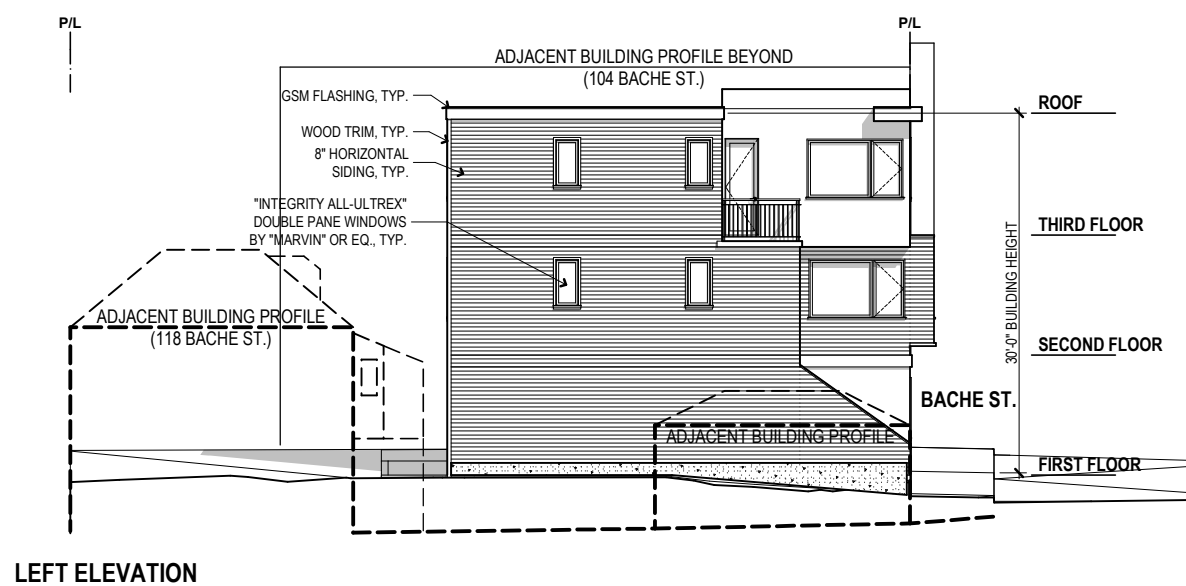 P/L
P/L
ADJACENT BUILDING PROFILE BEYOND
(104 BACHE ST.)
GSM FLASHING, TYP.
WOOD TRIM, TYP.
8" HORIZONTAL
SIDING, TYP.
"INTEGRITY ALL-ULTREX"
DOUBLE PANE WINDOWS
BY "MARVIN" OR EQ., TYP.
ROOF
THIRD FLOOR
30'-0" BUILDING HEIGHT
SECOND FLOOR
ADJACENT BUILDING PROFILE
(118 BACHE ST.)
BACHE ST.
ADJACENT BUILDING PROFILE
FIRST FLOOR
LEFT ELEVATION